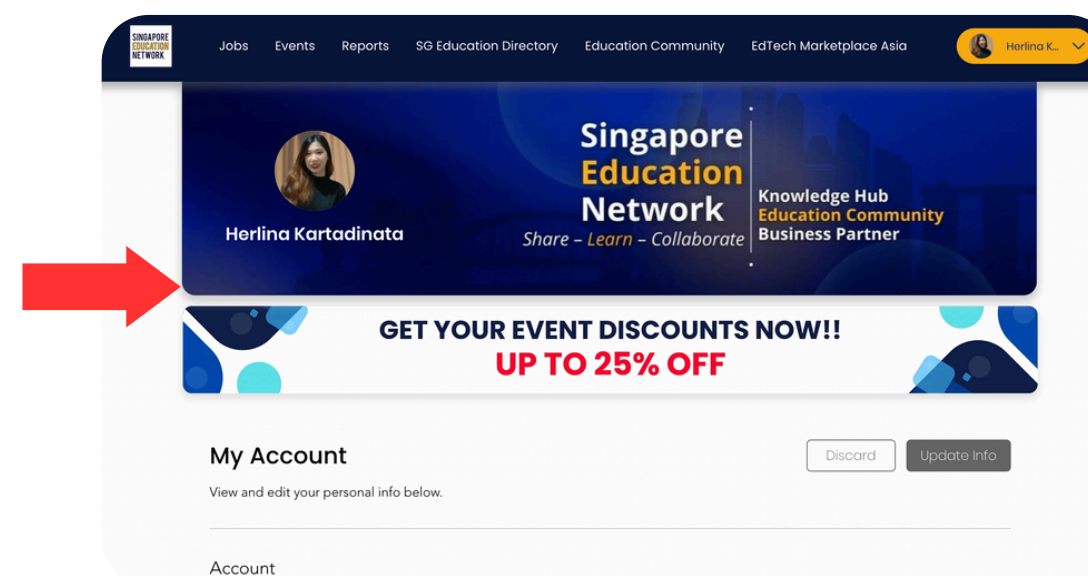 SINGAPORE
EDUCATION
NETWORK
Jobs Events Reports SG Education Directory Education Community EdTech Marketplace Asia Herlina K...
Singapore
Education
Network
Share – Learn – Collaborate
Knowledge Hub
Education Community
Business Partner
Herlina Kartadinata
GET YOUR EVENT DISCOUNTS NOW!!
UP TO 25% OFF
My Account
Discard Update Info
View and edit your personal info below.
Account